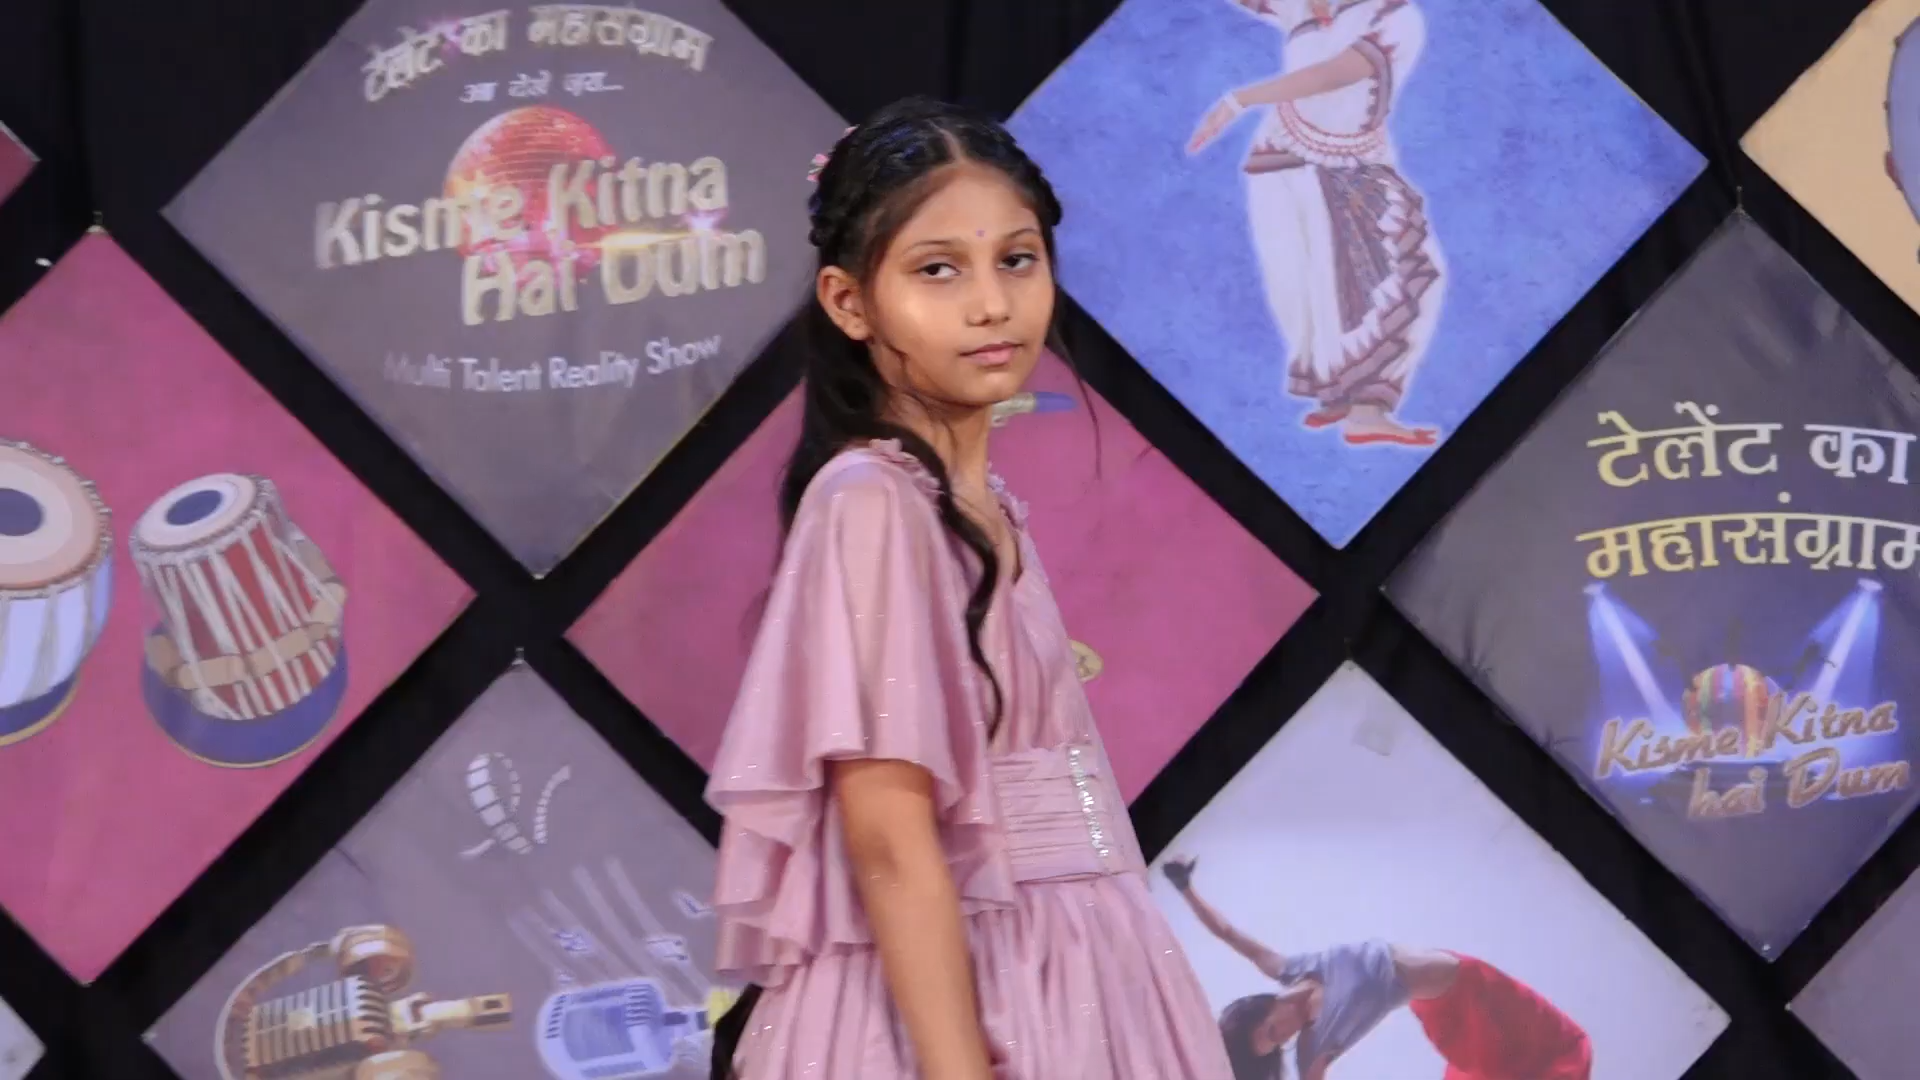 टेलेंट का महासंग्राम
आ देखें ज़रा...
Kisme Kitna
Hai Dum
Multi Talent Reality Show
टेलेंट का
महासंग्राम
Kisme Kitna
hai Dum